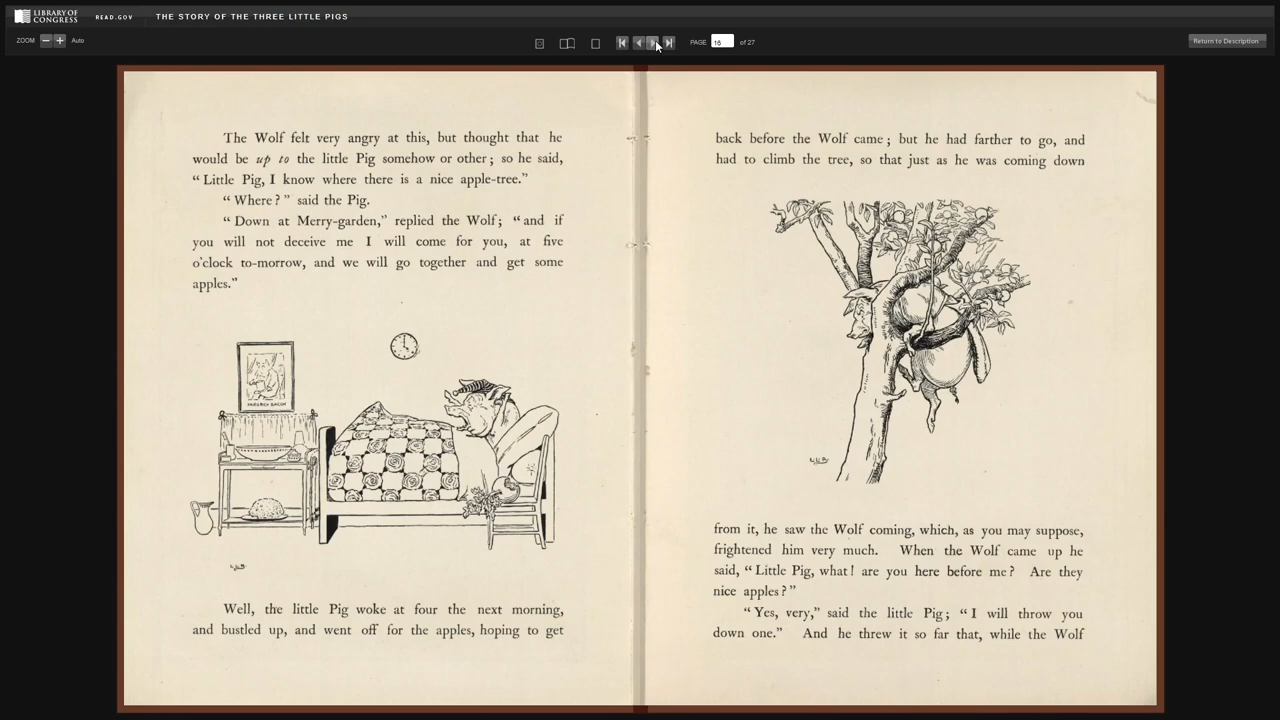 LIBRARY OF CONGRESS
READ.GOV
THE STORY OF THE THREE LITTLE PIGS
ZOOM
Auto
PAGE 16 of 27
Return to Description
The Wolf felt very angry at this, but thought that he
would be up to the little Pig somehow or other; so he said,
“Little Pig, I know where there is a nice apple-tree.”
“Where?” said the Pig.
“Down at Merry-garden,” replied the Wolf; “and if
you will not deceive me I will come for you, at five
o'clock to-morrow, and we will go together and get some
apples.”
Well, the little Pig woke at four the next morning,
and bustled up, and went off for the apples, hoping to get
back before the Wolf came; but he had farther to go, and
had to climb the tree, so that just as he was coming down
from it, he saw the Wolf coming, which, as you may suppose,
frightened him very much. When the Wolf came up he
said, “Little Pig, what! are you here before me? Are they
nice apples?”
“Yes, very,” said the little Pig; “I will throw you
down one.” And he threw it so far that, while the Wolf